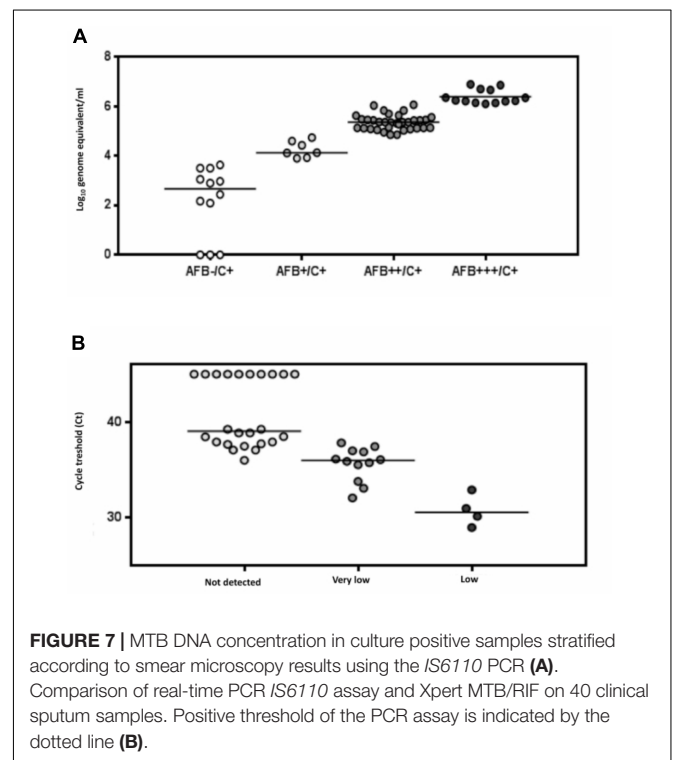 A
8
6
4
2
0
Log10 genome equivalent/ml
AFB-/C+ AFB+/C+ AFB++/C+ AFB+++/C+
B
40
30
Cycle treshold (Ct)
Not detected Very low Low
FIGURE 7 | MTB DNA concentration in culture positive samples stratified
according to smear microscopy results using the IS6110 PCR (A).
Comparison of real-time PCR IS6110 assay and Xpert MTB/RIF on 40 clinical
sputum samples. Positive threshold of the PCR assay is indicated by the
dotted line (B).